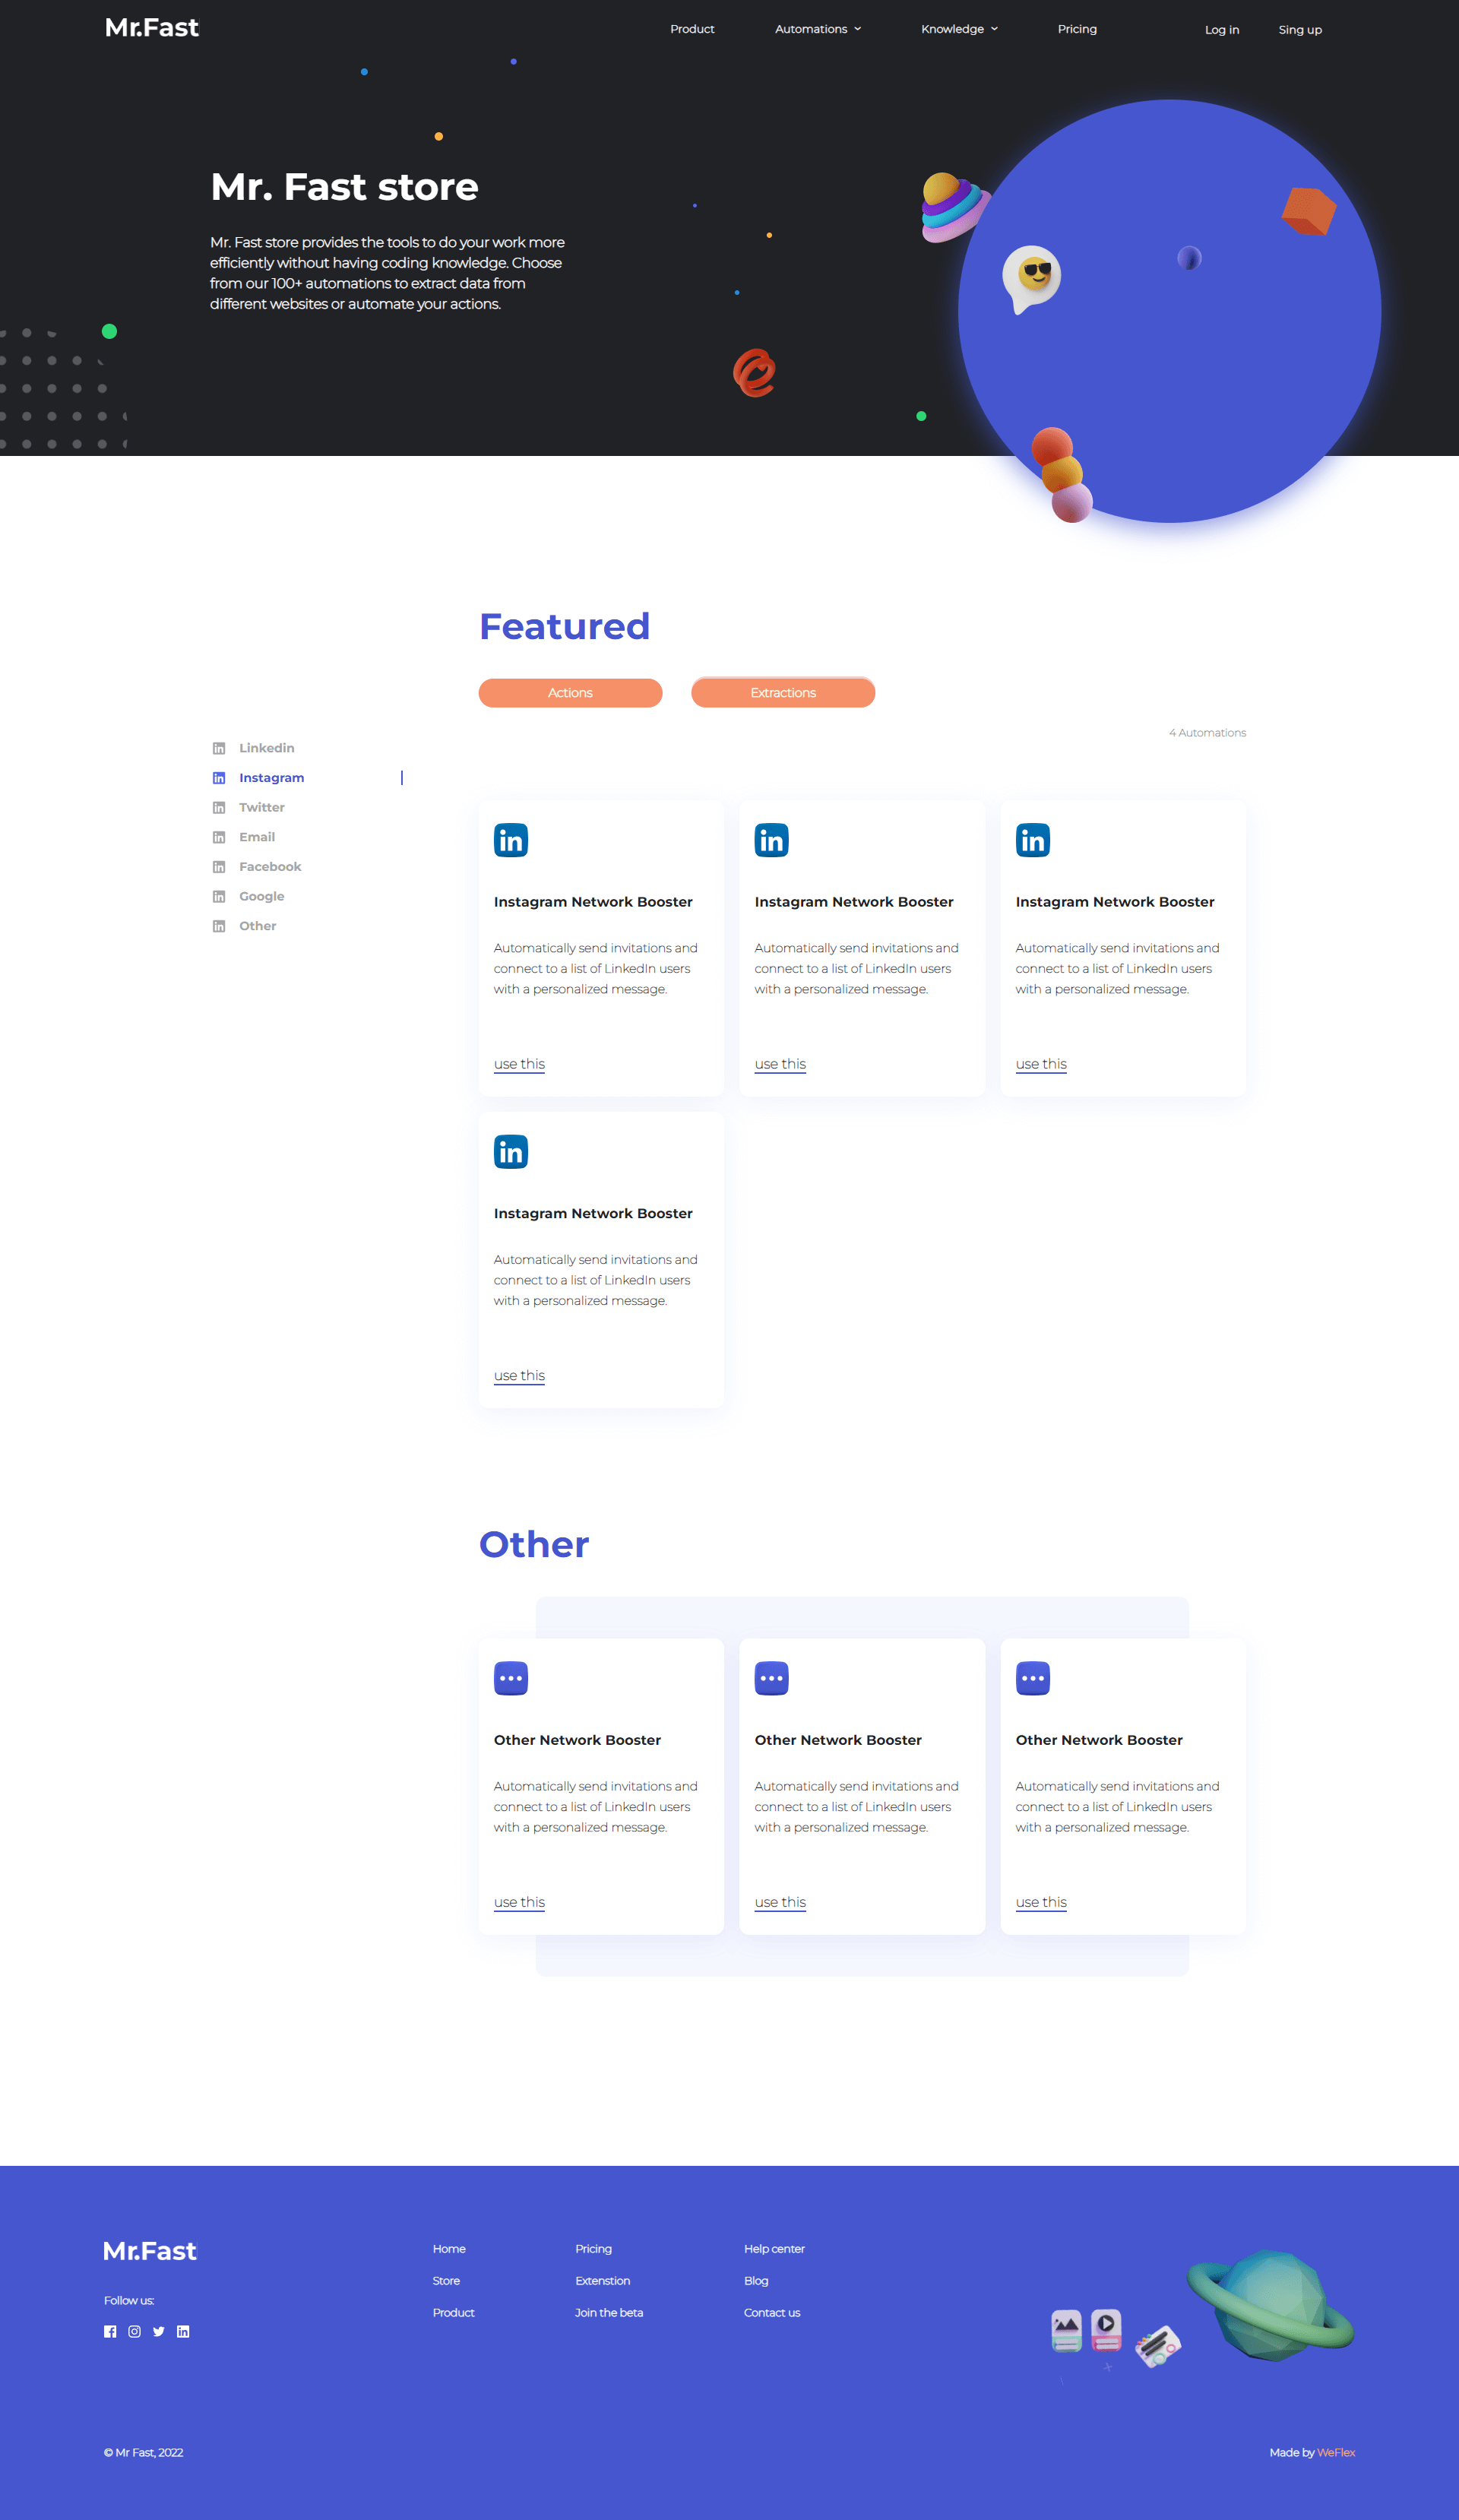 Mr.Fast
Product
Automations
Knowledge
Pricing
Log in
Sing up
Mr. Fast store
Mr. Fast store provides the tools to do your work more
efficiently without having coding knowledge. Choose
from our 100+ automations to extract data from
different websites or automate your actions.
Featured
Actions
Extractions
4 Automations
Linkedin
Instagram
Twitter
Email
Facebook
Google
Other
in
Instagram Network Booster
Automatically send invitations and
connect to a list of LinkedIn users
with a personalized message.
use this
in
Instagram Network Booster
Automatically send invitations and
connect to a list of LinkedIn users
with a personalized message.
use this
in
Instagram Network Booster
Automatically send invitations and
connect to a list of LinkedIn users
with a personalized message.
use this
in
Instagram Network Booster
Automatically send invitations and
connect to a list of LinkedIn users
with a personalized message.
use this
Other
Other Network Booster
Automatically send invitations and
connect to a list of LinkedIn users
with a personalized message.
use this
Other Network Booster
Automatically send invitations and
connect to a list of LinkedIn users
with a personalized message.
use this
Other Network Booster
Automatically send invitations and
connect to a list of LinkedIn users
with a personalized message.
use this
Mr.Fast
Follow us:
Home
Store
Product
Pricing
Extenstion
Join the beta
Help center
Blog
Contact us
© Mr Fast, 2022
Made by WeFlex